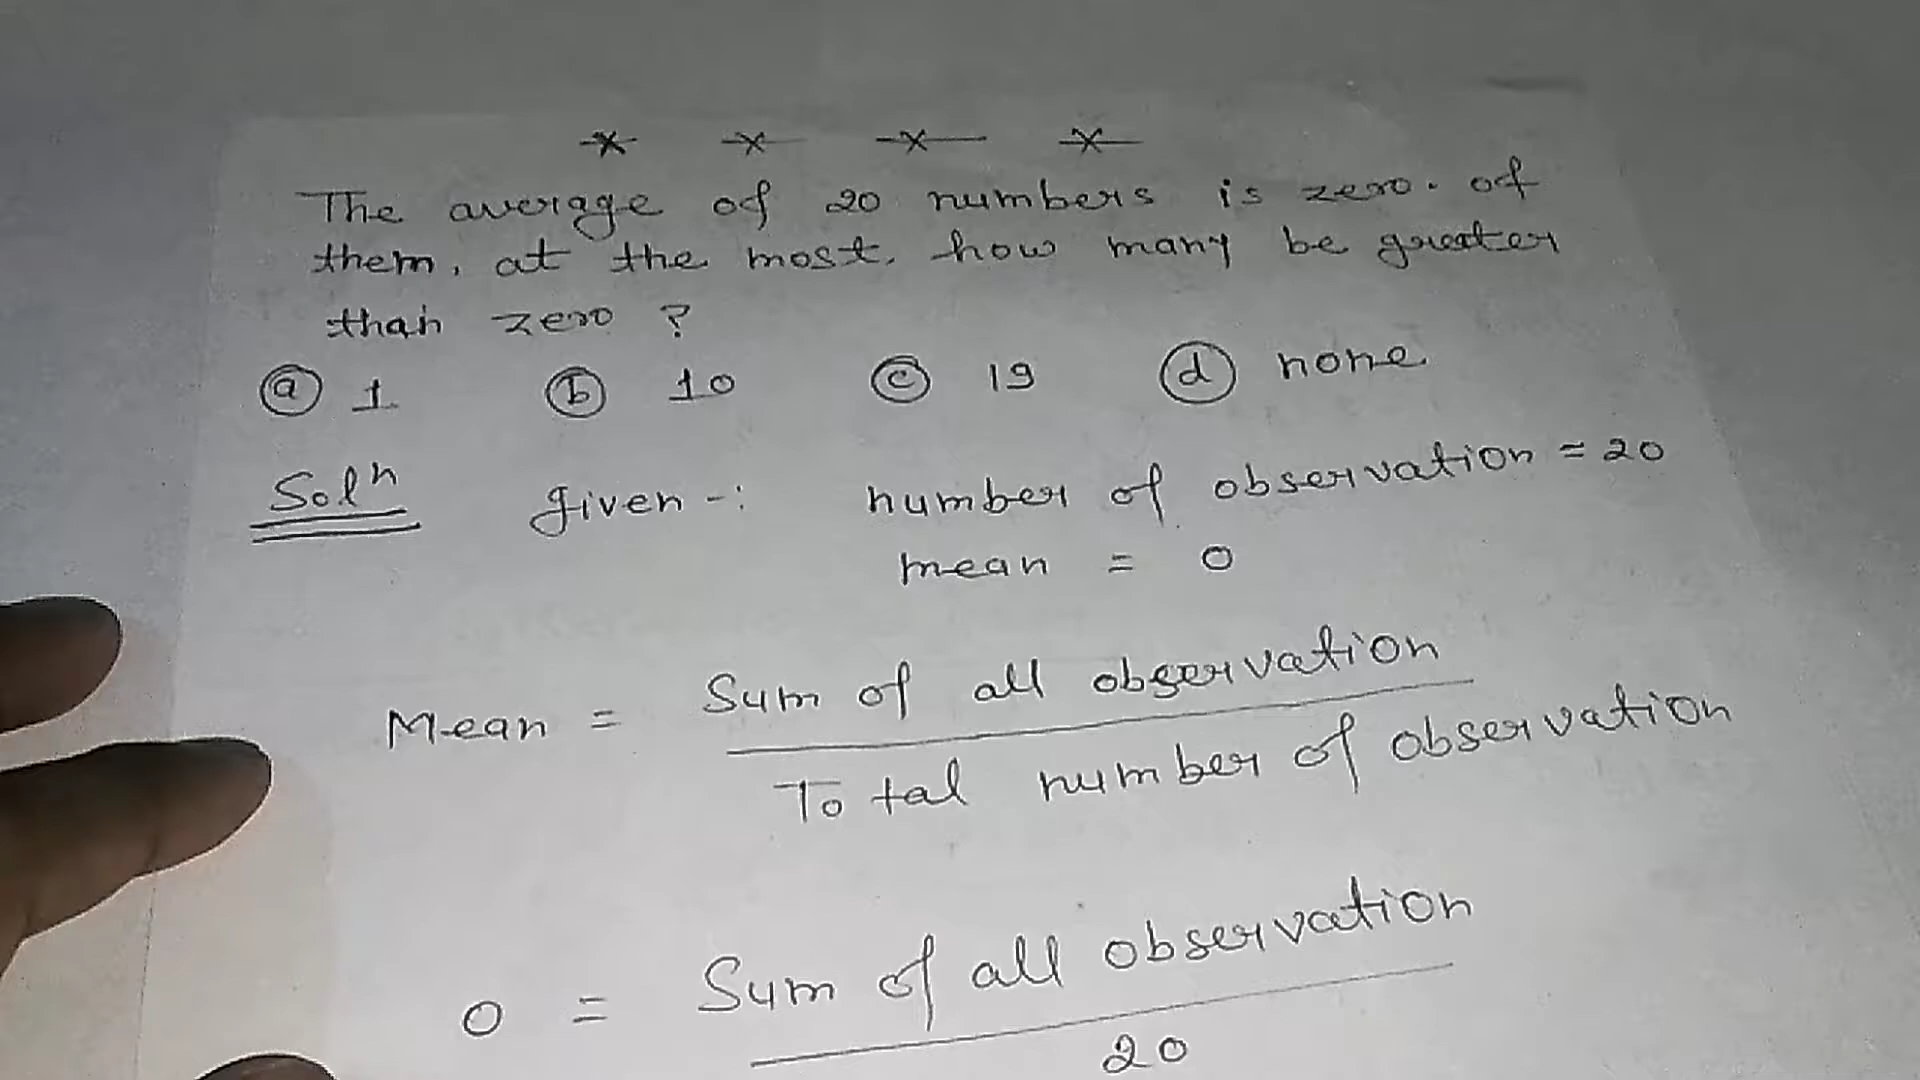 The average of 20 numbers is zero. of
them, at the most, how many be greater
than zero ?
ⓐ 1 ⓑ 10 ⓒ 19 ⓓ none
Solⁿ given -: number of observation = 20
mean = 0
Mean = Sum of all observation
Total number of observation
0 = Sum of all observation
20